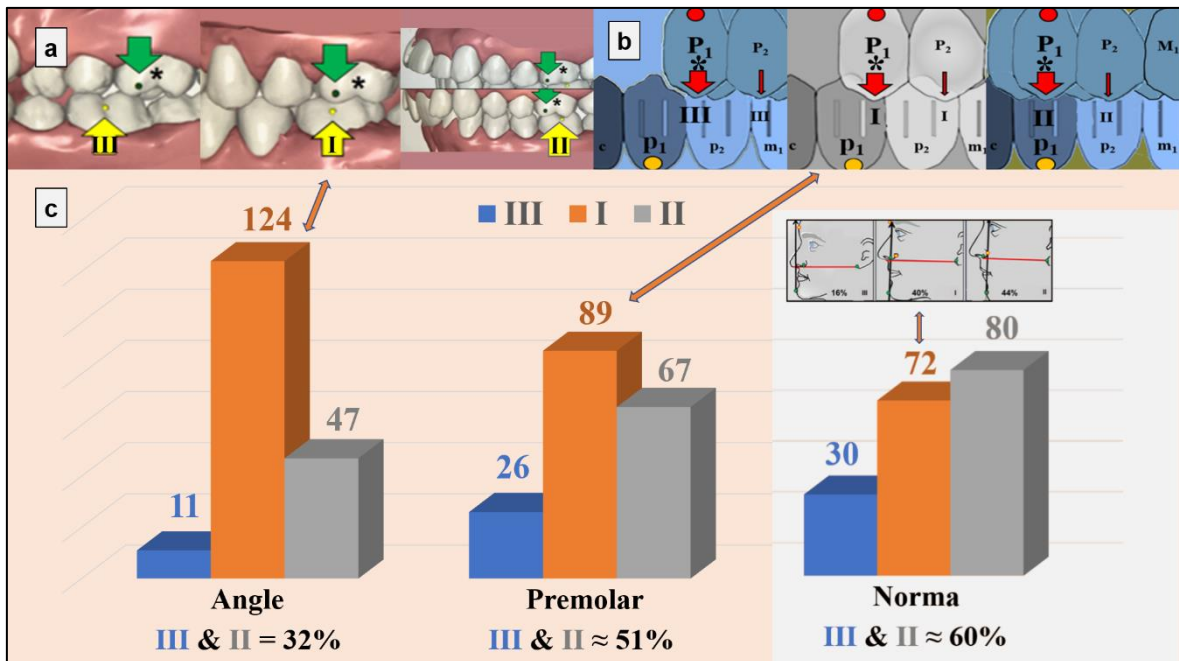 a
*
III
*
I
*
*
II
b
P₁
P₂
*
III
III
c
p₁
p₂
m₁
P₁
P₂
*
I
I
c
p₁
p₂
P₁
P₂
M₁
*
II
II
c
p₁
p₂
m₁
c
III I II
124
47
11
89
67
26
16% III
40% I
44% II
80
72
30
Angle
Premolar
Norma
III & II = 32%
III & II ≈ 51%
III & II ≈ 60%